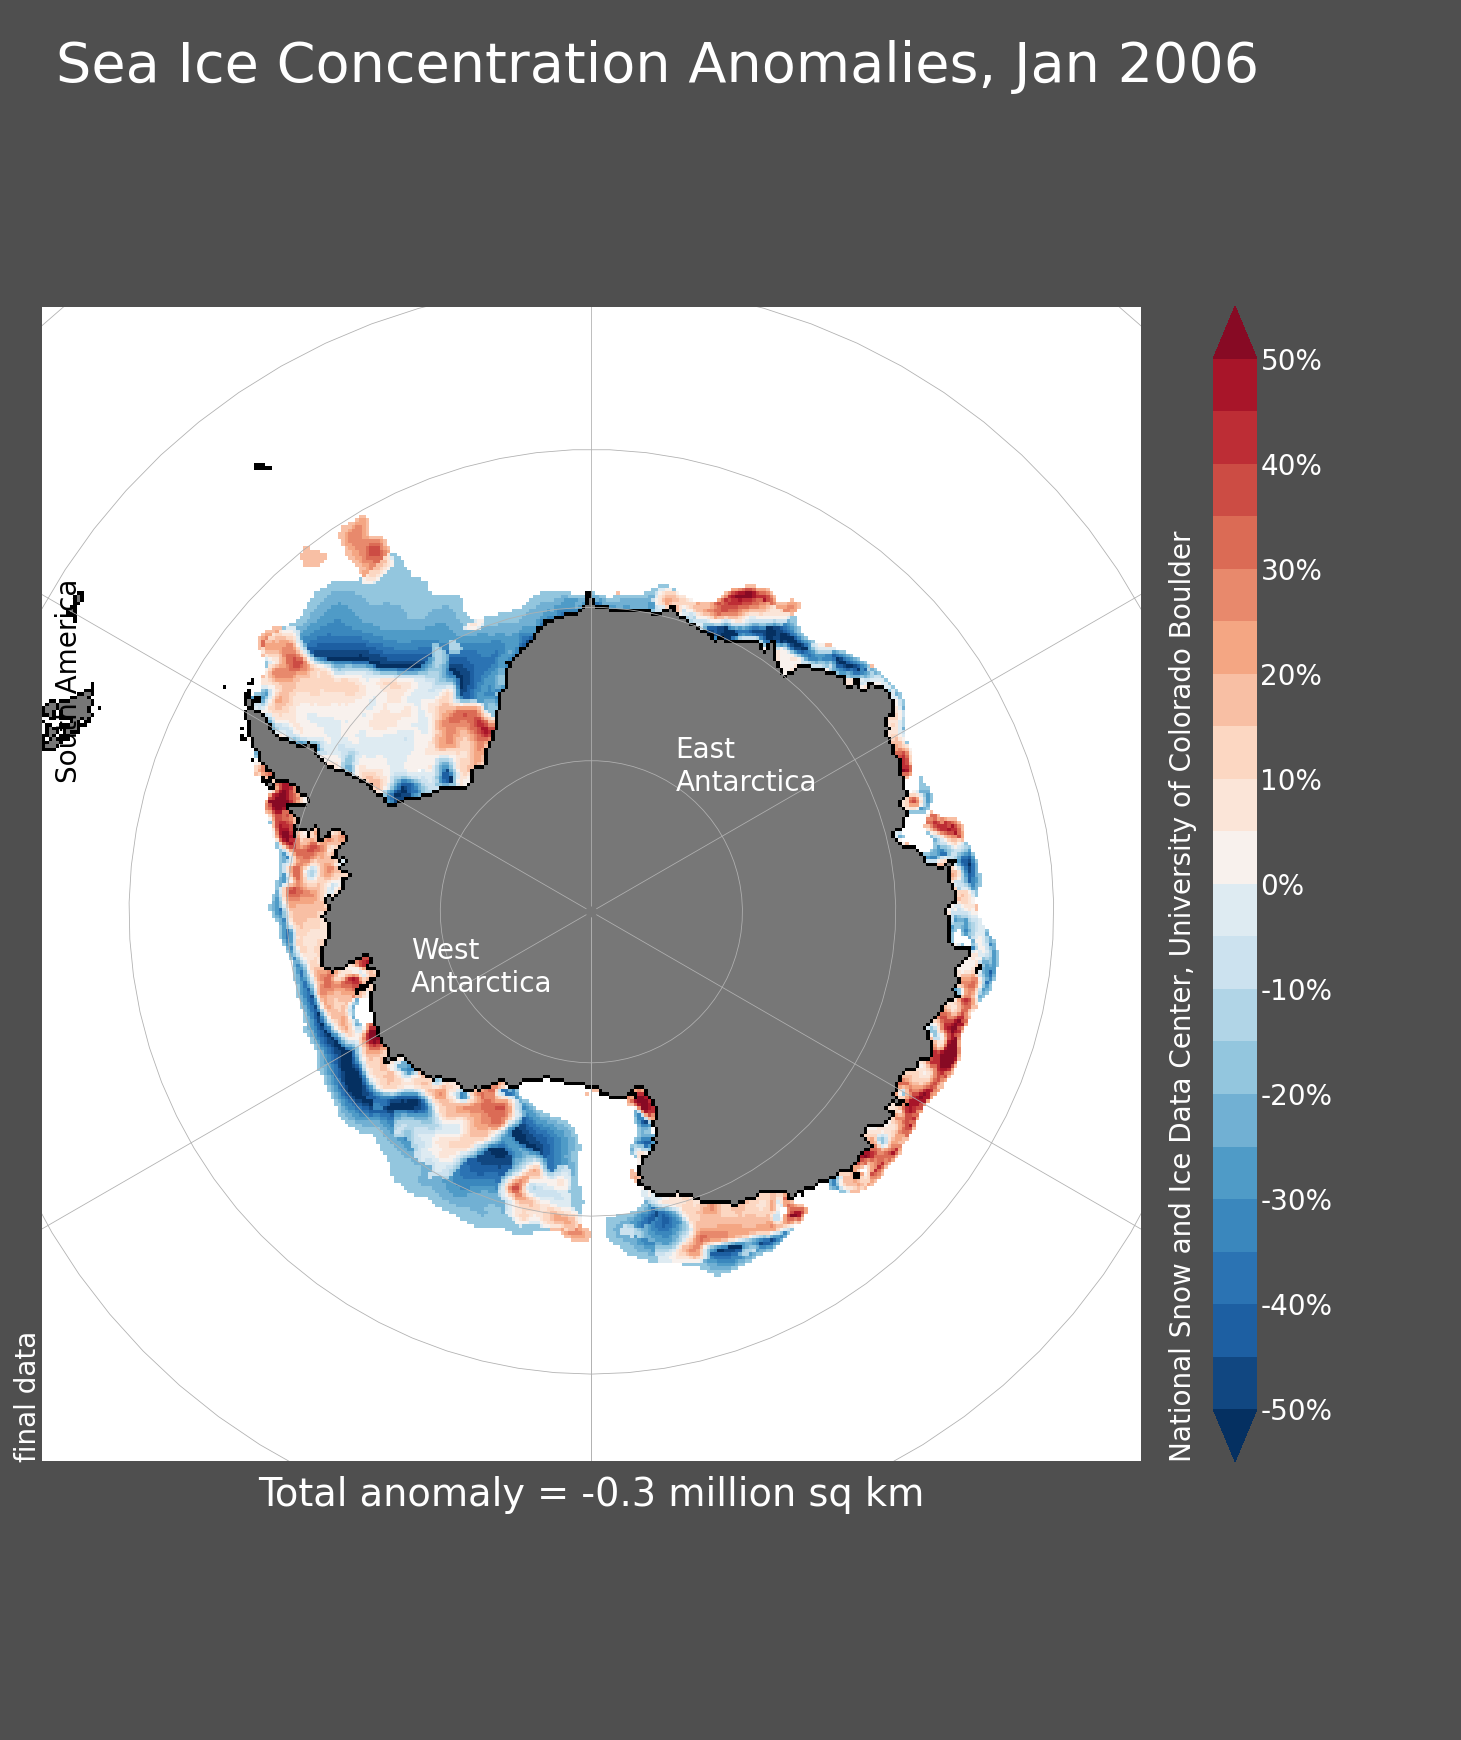 Sea Ice Concentration Anomalies, Jan 2006
South America
East
Antarctica
West
Antarctica
final data
National Snow and Ice Data Center, University of Colorado Boulder
50%
40%
30%
20%
10%
0%
-10%
-20%
-30%
-40%
-50%
Total anomaly = -0.3 million sq km